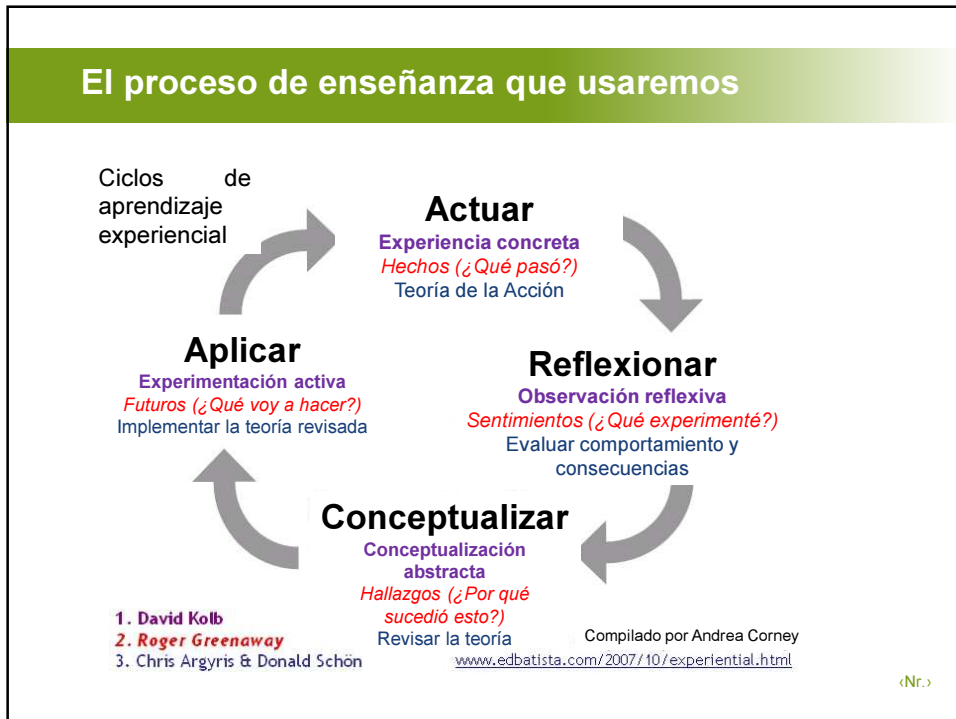 El proceso de enseñanza que usaremos
Ciclos de
aprendizaje
experiencial
Actuar
Experiencia concreta
Hechos (¿Qué pasó?)
Teoría de la Acción
Reflexionar
Observación reflexiva
Sentimientos (¿Qué experimenté?)
Evaluar comportamiento y
consecuencias
Conceptualizar
Conceptualización
abstracta
Hallazgos (¿Por qué
sucedió esto?)
Revisar la teoría
Aplicar
Experimentación activa
Futuros (¿Qué voy a hacer?)
Implementar la teoría revisada
1. David Kolb
2. Roger Greenaway
3. Chris Argyris & Donald Schön
Compilado por Andrea Corney
www.edbatista.com/2007/10/experiential.html
‹Nr.›